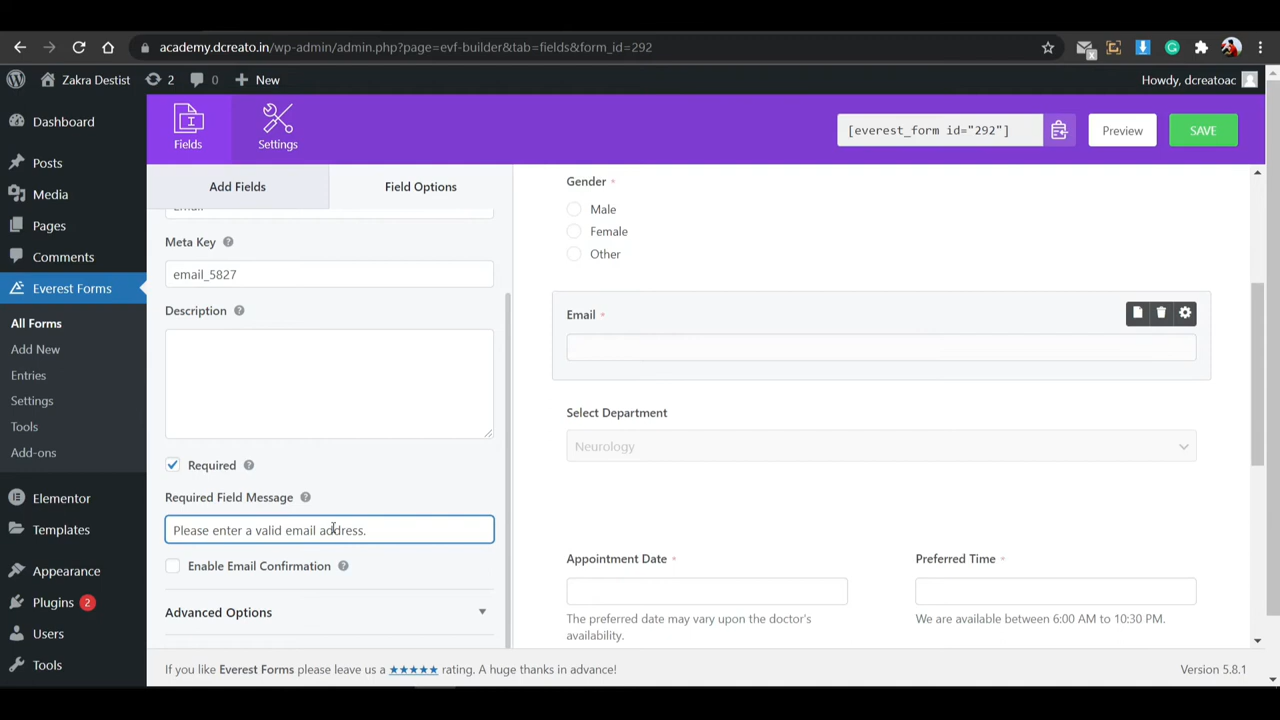 academy.dcreato.in/wp-admin/admin.php?page=evf-builder&tab=fields&form_id=292
Zakra Destist
2
0
New
Howdy, dcreatoac
Dashboard
Posts
Media
Pages
Comments
Everest Forms
All Forms
Add New
Entries
Settings
Tools
Add-ons
Elementor
Templates
Appearance
Plugins 2
Users
Tools
Fields
Settings
[everest_form id="292"]
Preview
SAVE
Add Fields
Field Options
Email
Meta Key
email_5827
Description
Required
Required Field Message
Please enter a valid email address.
Enable Email Confirmation
Advanced Options
Gender *
Male
Female
Other
Email *
Select Department
Neurology
Appointment Date *
The preferred date may vary upon the doctor's
availability.
Preferred Time *
We are available between 6:00 AM to 10:30 PM.
If you like Everest Forms please leave us a ★★★★★ rating. A huge thanks in advance!
Version 5.8.1